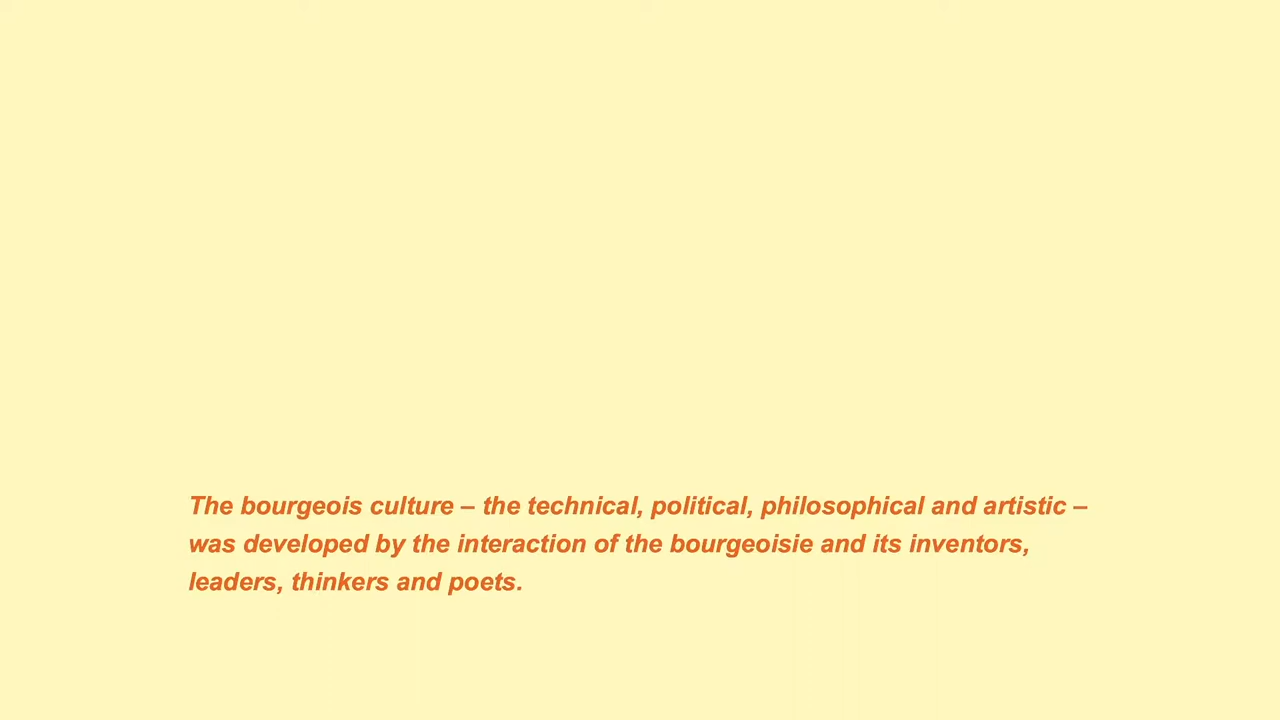 The bourgeois culture – the technical, political, philosophical and artistic –
was developed by the interaction of the bourgeoisie and its inventors,
leaders, thinkers and poets.